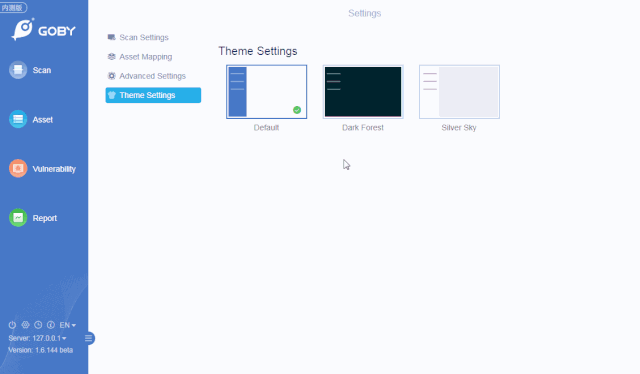 内测版
GOBY
Scan
Asset
Vulnerability
Report
EN
Server: 127.0.0.1
Version: 1.6.144 beta
Settings
Scan Settings
Asset Mapping
Advanced Settings
Theme Settings
Theme Settings
Default
Dark Forest
Silver Sky